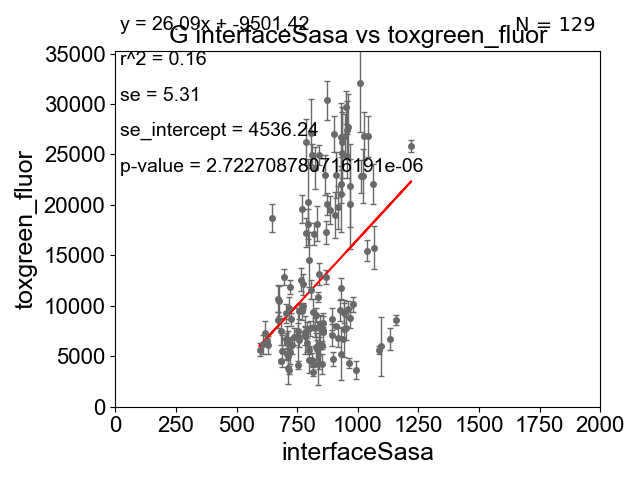 y = 26.09x + -9501.42
N = 129
G interfaceSasa vs toxgreen_fluor
r^2 = 0.16
se = 5.31
se_intercept = 4536.24
p-value = 2.722708780716191e-06
35000
30000
25000
20000
15000
10000
5000
0
toxgreen_fluor
0 250 500 750 1000 1250 1500 1750 2000
interfaceSasa